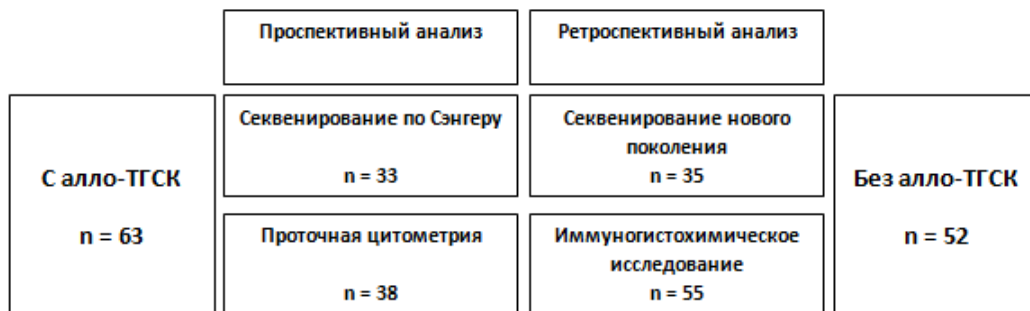 Проспективный анализ
Ретроспективный анализ
С алло-ТГСК
n = 63
Секвенирование по Сэнгеру
n = 33
Секвенирование нового
поколения
n = 35
Без алло-ТГСК
n = 52
Проточная цитометрия
n = 38
Иммуногистохимическое
исследование
n = 55